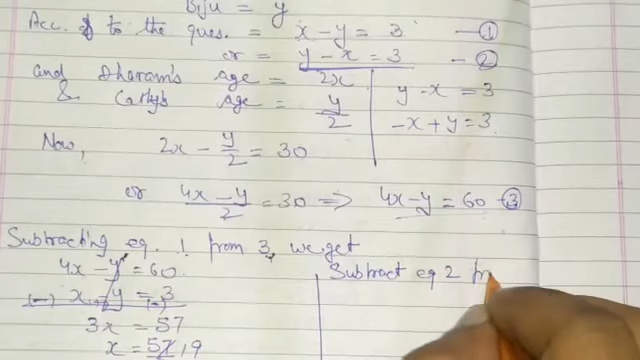 Biju = y
Acc. to the ques. = x - y = 3 — ①
or = y - x = 3 - ②
and Dharam's age = 2x
& Cathy's age = y/2
y - x = 3
-x + y = 3.
Now, 2x - y/2 = 30
or 4x - y/2 = 30 ⇒ 4x - y = 60 - ③
Subtracting eq. 1 from 3, we get
4x - y = 60
(-) x - y = 3
3x = 57
x = 57 19
Subtract eq 2